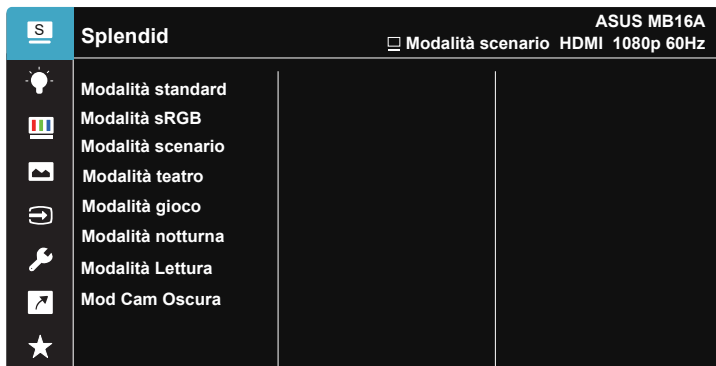 S
Splendid
ASUS MB16A
Modalità scenario HDMI 1080p 60Hz
Modalità standard
Modalità sRGB
Modalità scenario
Modalità teatro
Modalità gioco
Modalità notturna
Modalità Lettura
Mod Cam Oscura